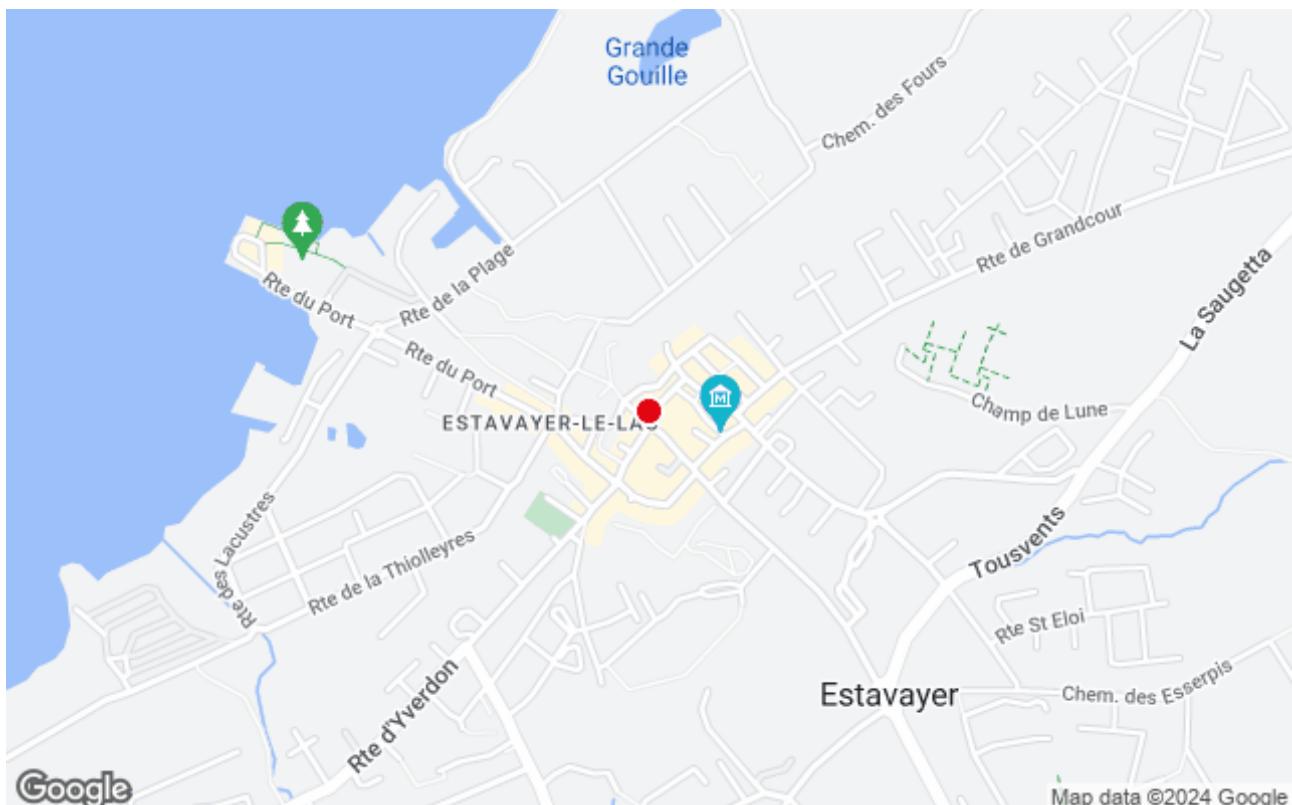 Grande
Gouille
Chem. des Fours
Rte de Grandcour
La Saugetta
Rte de la Plage
Rte du Port
Rte du Port
Champ de Lune
ESTAVAYER-LE-LAC
M
Rte des Lacustres
Rte de la Thiolleyres
Tousvents
Rte St Eloi
Estavayer
Chem. des Esserpis
Rte d'Yverdon
Google
Map data ©2024 Google